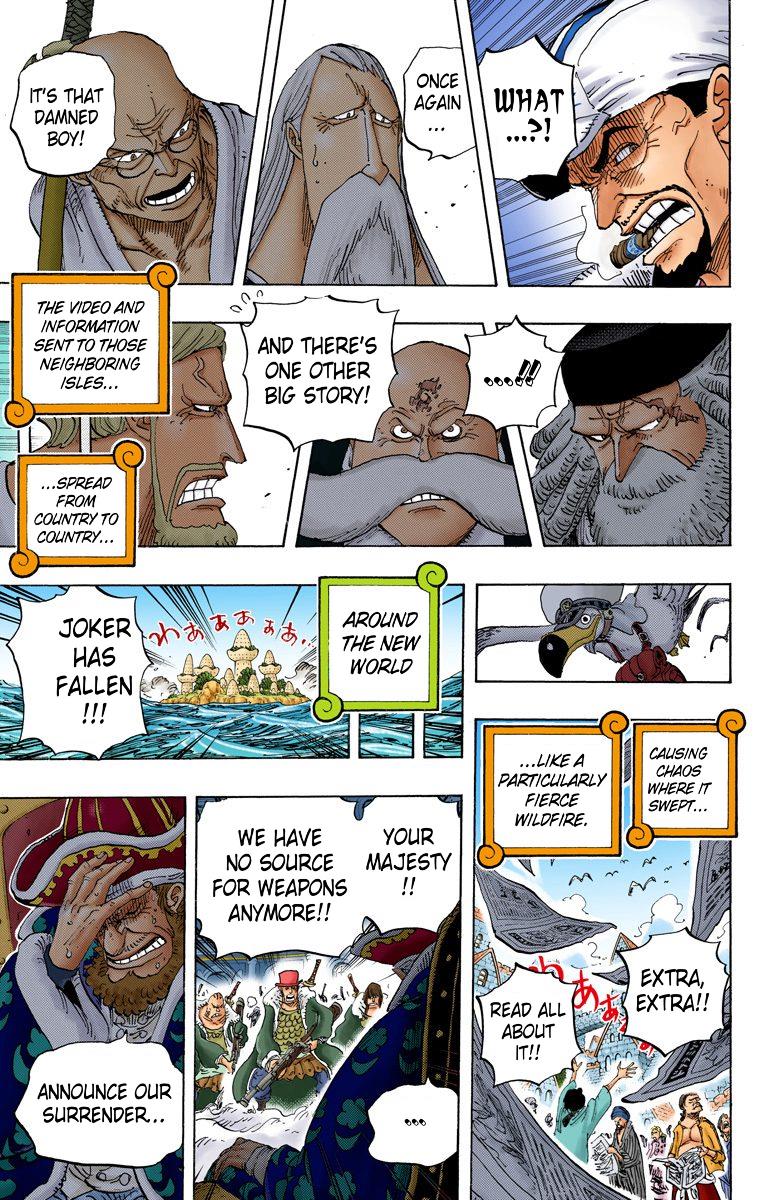 WHAT
...?!
ONCE
AGAIN
...
IT'S THAT
DAMNED
BOY!
...!!
AND THERE'S
ONE OTHER
BIG STORY!
THE VIDEO AND
INFORMATION
SENT TO THOSE
NEIGHBORING
ISLES...
...SPREAD
FROM
COUNTRY TO
COUNTRY...
AROUND
THE NEW
WORLD
わぁぁぁぁぁ
JOKER
HAS
FALLEN
!!!
CAUSING
CHAOS
WHERE IT
SWEPT...
...LIKE A
PARTICULARLY
FIERCE
WILDFIRE.
EXTRA,
EXTRA!!
READ ALL
ABOUT
IT!!
YOUR
MAJESTY
!!
WE HAVE
NO SOURCE
FOR WEAPONS
ANYMORE!!
...
ANNOUNCE OUR
SURRENDER...